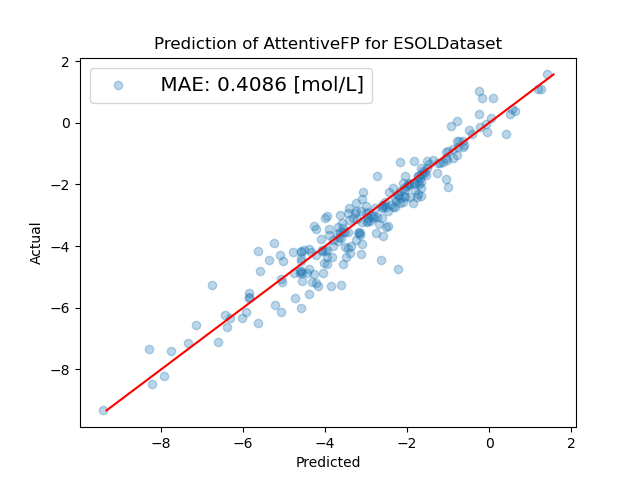 Prediction of AttentiveFP for ESOLDataset
MAE: 0.4086 [mol/L]
2
0
−2
−4
−6
−8
Actual
−8 −6 −4 −2 0 2
Predicted